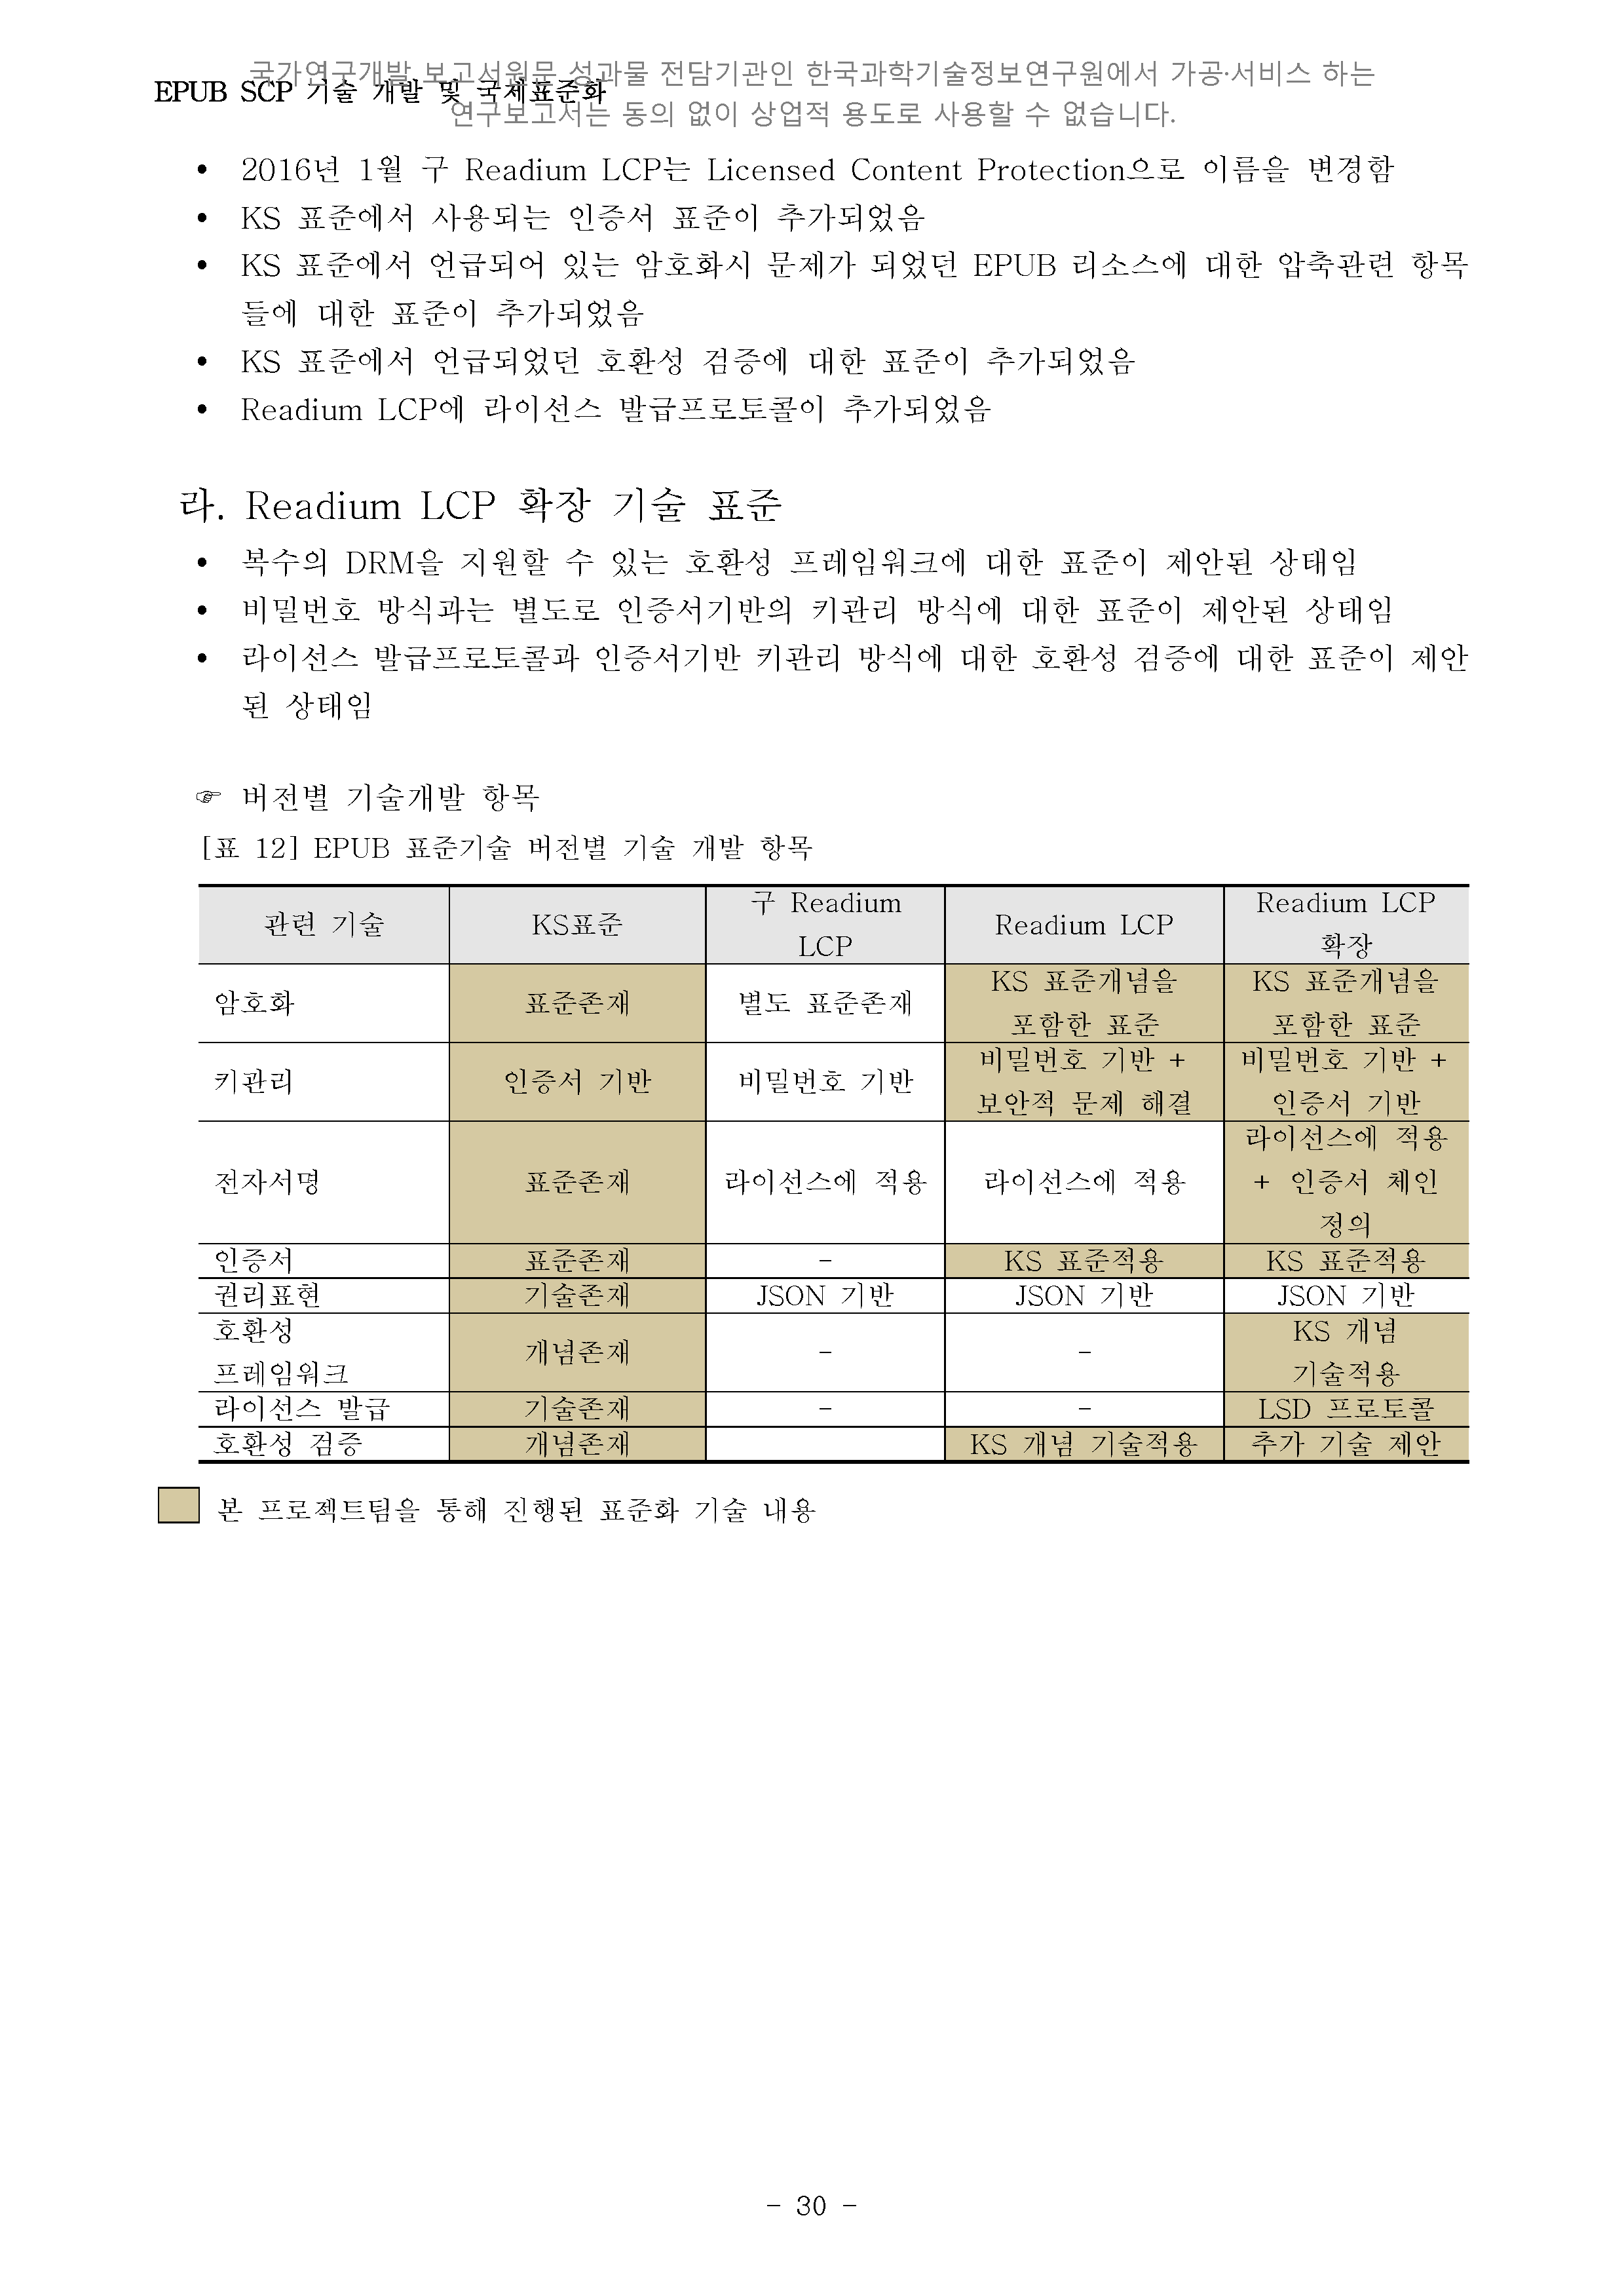 국가연구개발 보고서원문 성과물 전담기관인 한국과학기술정보연구원에서 가공·서비스 하는
EPUB SCP 기술 개발 및 국제표준화
연구보고서는 동의 없이 상업적 용도로 사용할 수 없습니다.
• 2016년 1월 구 Readium LCP는 Licensed Content Protection으로 이름을 변경함
• KS 표준에서 사용되는 인증서 표준이 추가되었음
• KS 표준에서 언급되어 있는 암호화시 문제가 되었던 EPUB 리소스에 대한 압축관련 항목
들에 대한 표준이 추가되었음
• KS 표준에서 언급되었던 호환성 검증에 대한 표준이 추가되었음
• Readium LCP에 라이선스 발급프로토콜이 추가되었음
라. Readium LCP 확장 기술 표준
• 복수의 DRM을 지원할 수 있는 호환성 프레임워크에 대한 표준이 제안된 상태임
• 비밀번호 방식과는 별도로 인증서기반의 키관리 방식에 대한 표준이 제안된 상태임
• 라이선스 발급프로토콜과 인증서기반 키관리 방식에 대한 호환성 검증에 대한 표준이 제안
된 상태임
☞ 버전별 기술개발 항목
[표 12] EPUB 표준기술 버전별 기술 개발 항목
관련 기술 KS표준 구 Readium LCP Readium LCP Readium LCP 확장
암호화 표준존재 별도 표준존재 KS 표준개념을 포함한 표준 KS 표준개념을 포함한 표준
키관리 인증서 기반 비밀번호 기반 비밀번호 기반 + 보안적 문제 해결 비밀번호 기반 + 인증서 기반
전자서명 표준존재 라이선스에 적용 라이선스에 적용 라이선스에 적용 + 인증서 체인 정의
인증서 표준존재 - KS 표준적용 KS 표준적용
권리표현 기술존재 JSON 기반 JSON 기반 JSON 기반
호환성 프레임워크 개념존재 - - KS 개념 기술적용
라이선스 발급 기술존재 - - LSD 프로토콜
호환성 검증 개념존재 KS 개념 기술적용 추가 기술 제안
본 프로젝트팀을 통해 진행된 표준화 기술 내용
- 30 -